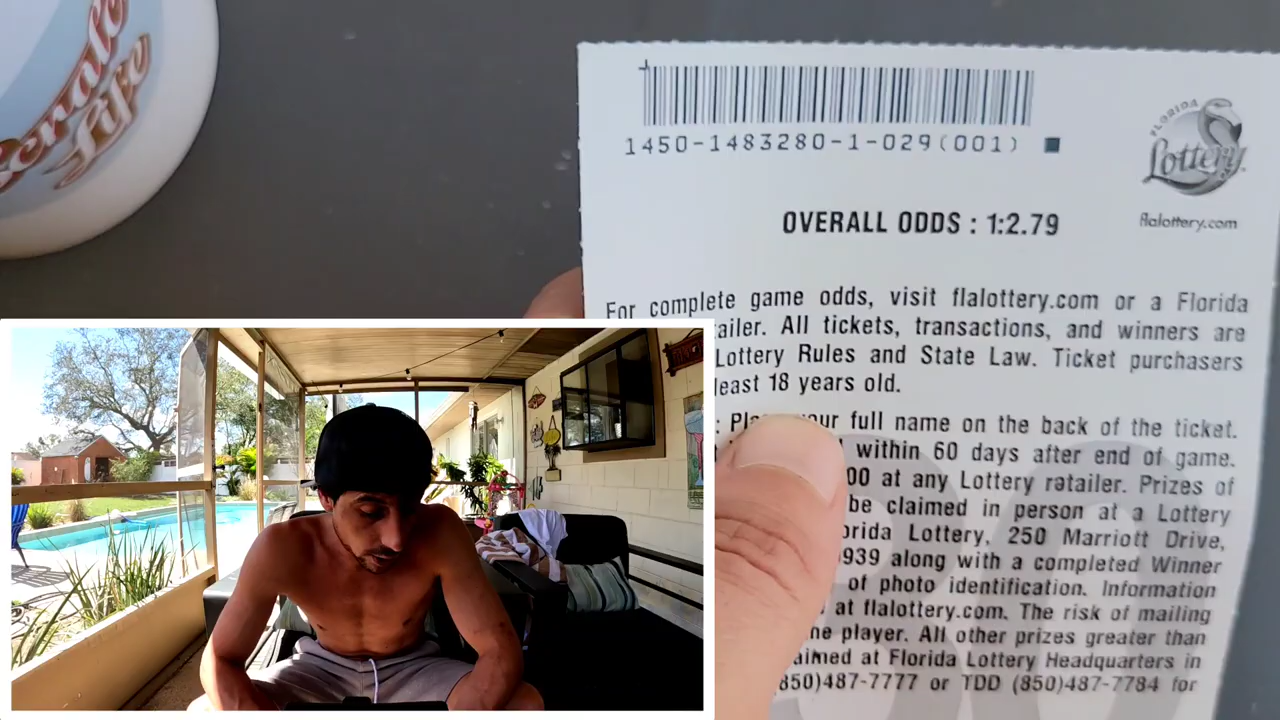 Life
1450-1483280-1-029(001)
FLORIDA
Lottery
flalottery.com
OVERALL ODDS : 1:2.79
For complete game odds, visit flalottery.com or a Florida
All tickets, transactions, and winners are
Lottery Rules and State Law. Ticket purchasers
least 18 years old.
your full name on the back of the ticket.
within 60 days after end of game.
00 at any Lottery retailer. Prizes of
be claimed in person at a Lottery
Lottery, 250 Marriott Drive,
939 along with a completed Winner
of photo identification. Information
at flalottery.com. The risk of mailing
player. All other prizes greater than
at Florida Lottery Headquarters in
850)487-7777 or TDD (850)487-7784 for